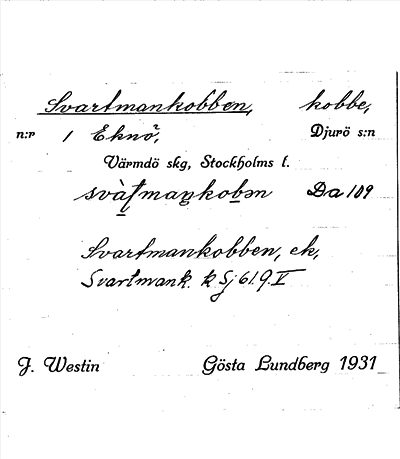 Svartmankobben, kobbe,
n:r 1 Eknö, Djurö s:n
Värmdö skg, Stockholms l.
Da 109
Svartmankobben, ek,
Svartmank. k Sj 61.9.V
J. Westin Gösta Lundberg 1931